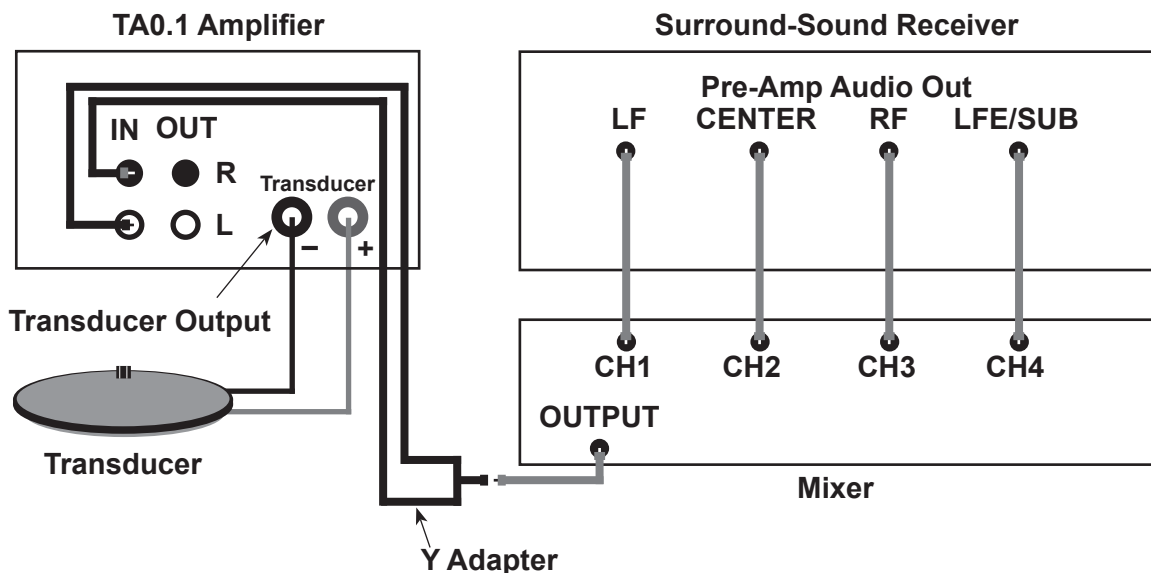 TA0.1 Amplifier
Surround-Sound Receiver
Pre-Amp Audio Out
LF CENTER RF LFE/SUB
IN OUT
R
Transducer
L
− +
Transducer Output
CH1 CH2 CH3 CH4
OUTPUT
Transducer
Mixer
Y Adapter